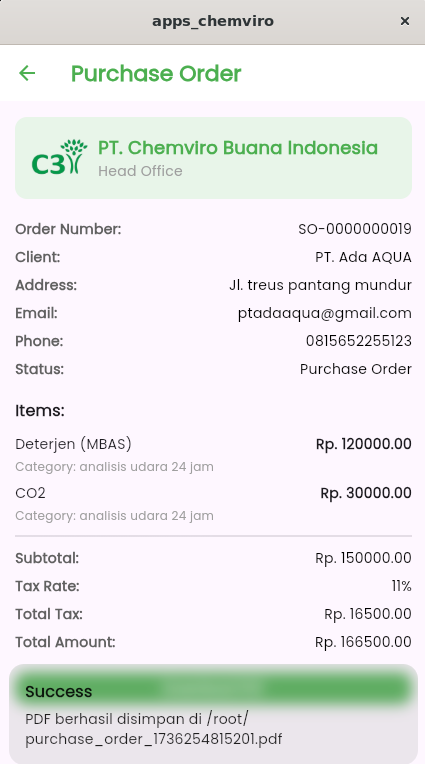 apps_chemviro ×
Purchase Order
C3 PT. Chemviro Buana Indonesia
Head Office
Order Number: SO-0000000019
Client: PT. Ada AQUA
Address: Jl. treus pantang mundur
Email: ptadaaqua@gmail.com
Phone: 0815652255123
Status: Purchase Order
Items:
Deterjen (MBAS) Rp. 120000.00
Category: analisis udara 24 jam
CO2 Rp. 30000.00
Category: analisis udara 24 jam
Subtotal: Rp. 150000.00
Tax Rate: 11%
Total Tax: Rp. 16500.00
Total Amount: Rp. 166500.00
Success
PDF berhasil disimpan di /root/
purchase_order_1736254815201.pdf